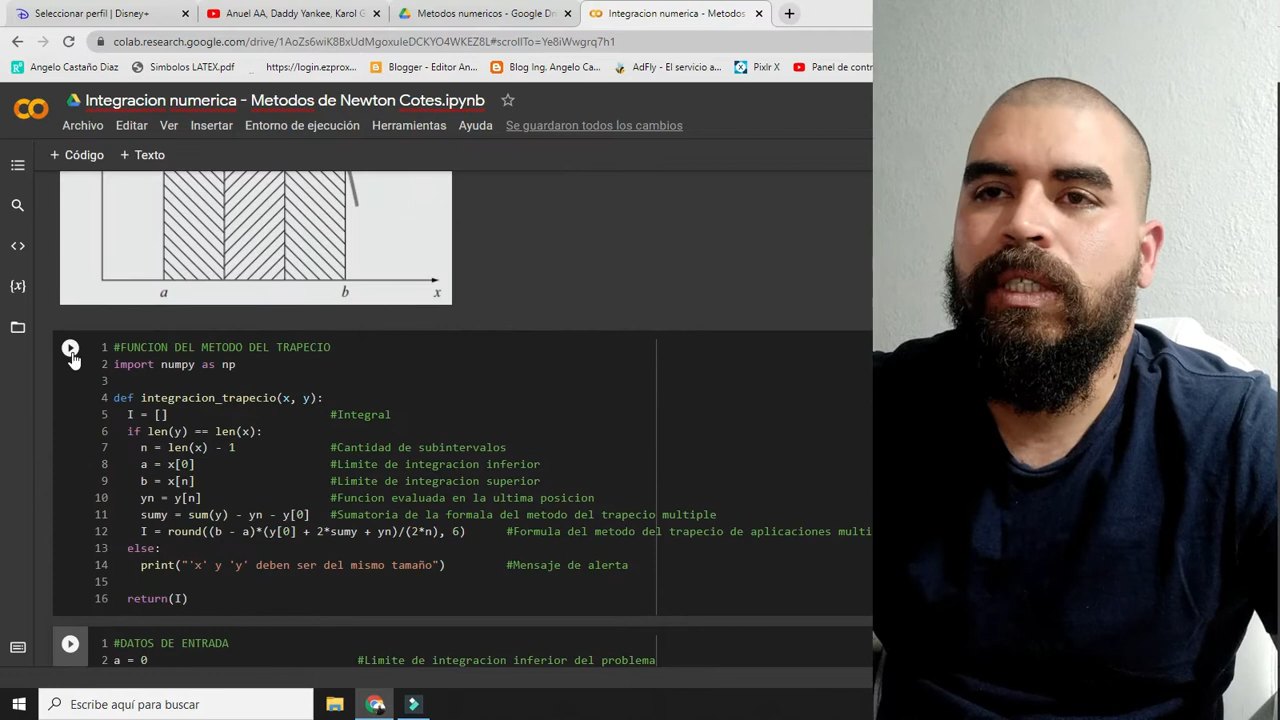 Seleccionar perfil | Disney+
Anuel AA, Daddy Yankee, Karol G
Metodos numericos - Google Dr
Integracion numerica - Metodos
colab.research.google.com/drive/1AoZs6wiK8BxUdMgoxuleDCKYO4WKEZ8L#scrollTo=Ye8iWwgrq7h1
Angelo Castaño Diaz
Simbolos LATEX.pdf
https://login.ezprox...
Blogger - Editor An...
Blog Ing. Angelo Ca...
AdFly - El servicio a...
Pixlr X
Panel de contr
Integracion numerica - Metodos de Newton Cotes.ipynb
Archivo Editar Ver Insertar Entorno de ejecución Herramientas Ayuda Se guardaron todos los cambios
+ Código + Texto
a b x
1 #FUNCION DEL METODO DEL TRAPECIO
2 import numpy as np
3
4 def integracion_trapecio(x, y):
5 I = [] #Integral
6 if len(y) == len(x):
7 n = len(x) - 1 #Cantidad de subintervalos
8 a = x[0] #Limite de integracion inferior
9 b = x[n] #Limite de integracion superior
10 yn = y[n] #Funcion evaluada en la ultima posicion
11 sumy = sum(y) - yn - y[0] #Sumatoria de la formala del metodo del trapecio multiple
12 I = round((b - a)*(y[0] + 2*sumy + yn)/(2*n), 6) #Formula del metodo del trapecio de aplicaciones multi
13 else:
14 print("'x' y 'y' deben ser del mismo tamaño") #Mensaje de alerta
15
16 return(I)
1 #DATOS DE ENTRADA
2 a = 0 #Limite de integracion inferior del problema
Escribe aquí para buscar